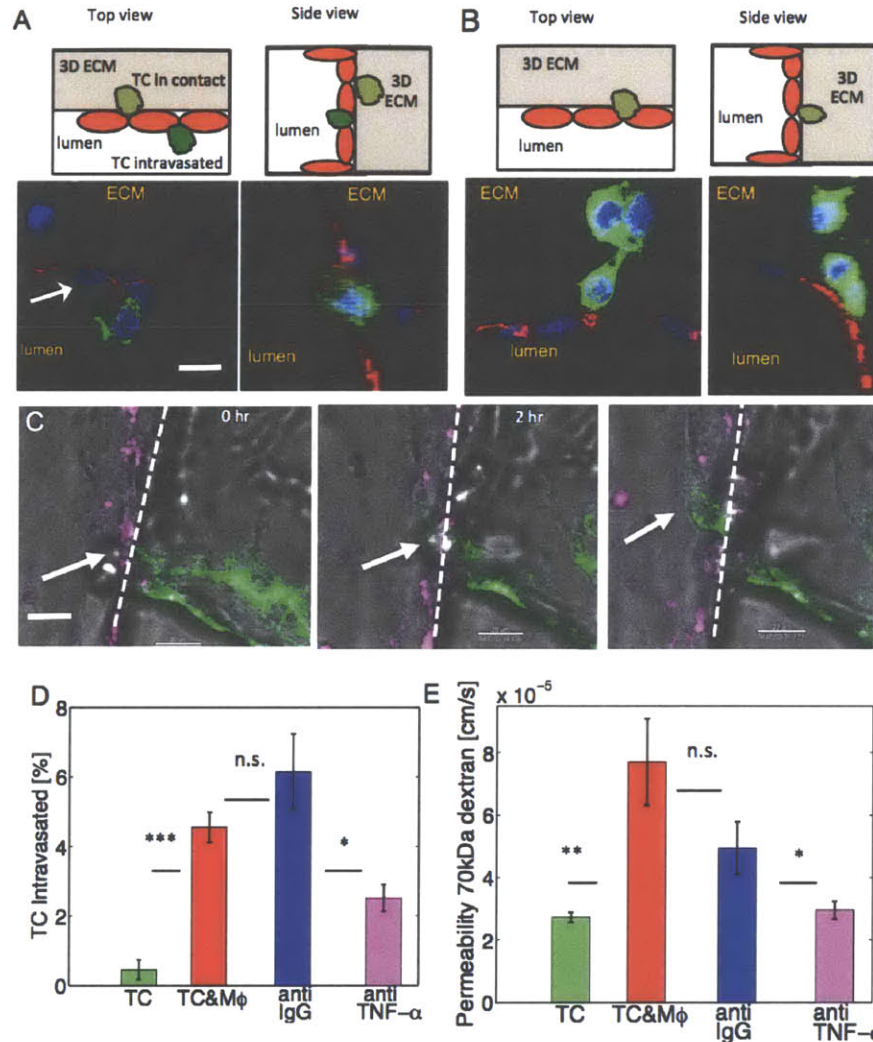 A
Top view
Side view
3D ECM
TC In contact
lumen
TC intravasated
3D
ECM
lumen
ECM
lumen
lumen
B
Top view
Side view
3D ECM
lumen
3D
ECM
lumen
ECM
lumen
ECM
lumen
C
0 hr
2 hr
D
TC Intravasated [%]
8
6
4
2
0
***
n.s.
*
TC
TC&Mϕ
anti
IgG
anti
TNF-α
E
x 10⁻⁵
Permeability 70kDa dextran [cm/s]
8
6
4
2
0
**
n.s.
*
TC
TC&Mϕ
anti
IgG
anti